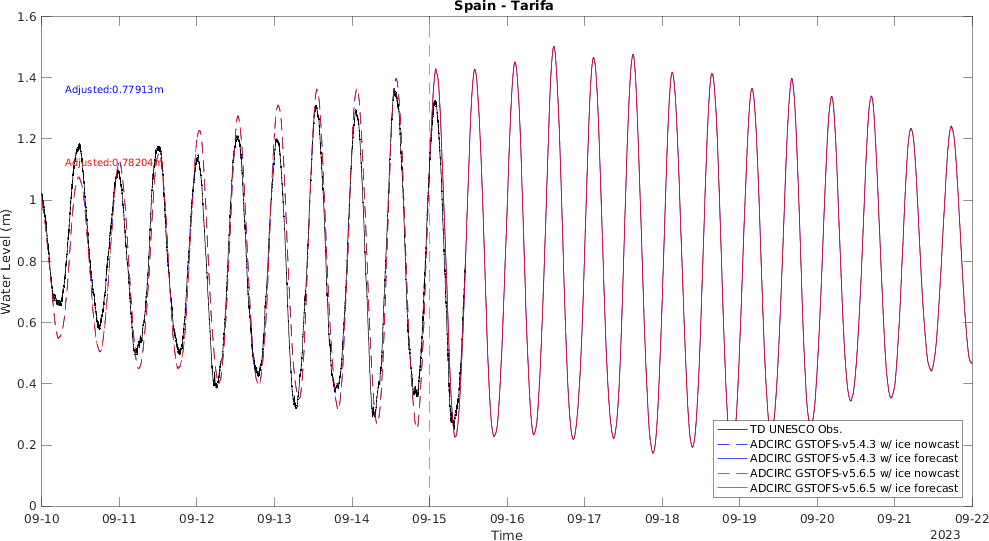 Spain - Tarifa
1.6
1.4
1.2
1
0.8
0.6
0.4
0.2
0
Water Level (m)
Adjusted:0.77913m
Adjusted:0.78204m
TD UNESCO Obs.
ADCIRC GSTOFS-v5.4.3 w/ ice nowcast
ADCIRC GSTOFS-v5.4.3 w/ ice forecast
ADCIRC GSTOFS-v5.6.5 w/ ice nowcast
ADCIRC GSTOFS-v5.6.5 w/ ice forecast
09-10 09-11 09-12 09-13 09-14 09-15 09-16 09-17 09-18 09-19 09-20 09-21 09-22
Time
2023